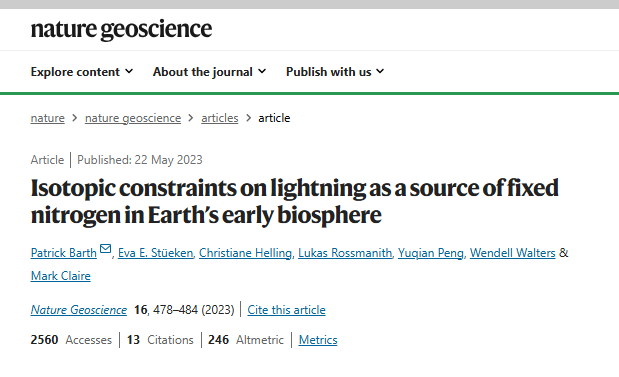 nature geoscience
Explore content About the journal Publish with us
nature > nature geoscience > articles > article
Article | Published: 22 May 2023
Isotopic constraints on lightning as a source of fixed
nitrogen in Earth's early biosphere
Patrick Barth, Eva E. Stüeken, Christiane Helling, Lukas Rossmanith, Yuqian Peng, Wendell Walters &
Mark Claire
Nature Geoscience 16, 478–484 (2023) | Cite this article
2560 Accesses | 13 Citations | 246 Altmetric | Metrics